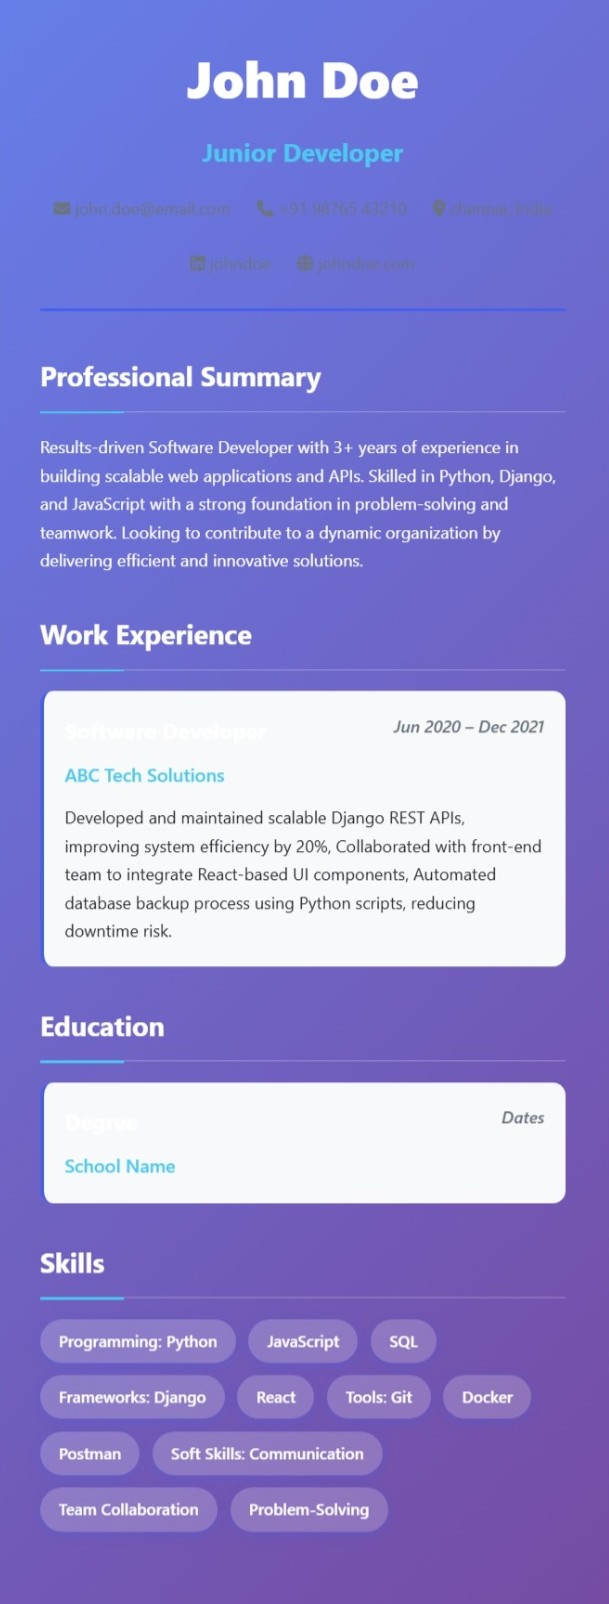 John Doe
Junior Developer
john.doe@email.com +91 98765 43210 chennai, India
johndoe johndoe.com
Professional Summary
Results-driven Software Developer with 3+ years of experience in
building scalable web applications and APIs. Skilled in Python, Django,
and JavaScript with a strong foundation in problem-solving and
teamwork. Looking to contribute to a dynamic organization by
delivering efficient and innovative solutions.
Work Experience
Software Developer Jun 2020 – Dec 2021
ABC Tech Solutions
Developed and maintained scalable Django REST APIs,
improving system efficiency by 20%, Collaborated with front-end
team to integrate React-based UI components, Automated
database backup process using Python scripts, reducing
downtime risk.
Education
Degree Dates
School Name
Skills
Programming: Python JavaScript SQL
Frameworks: Django React Tools: Git Docker
Postman Soft Skills: Communication
Team Collaboration Problem-Solving